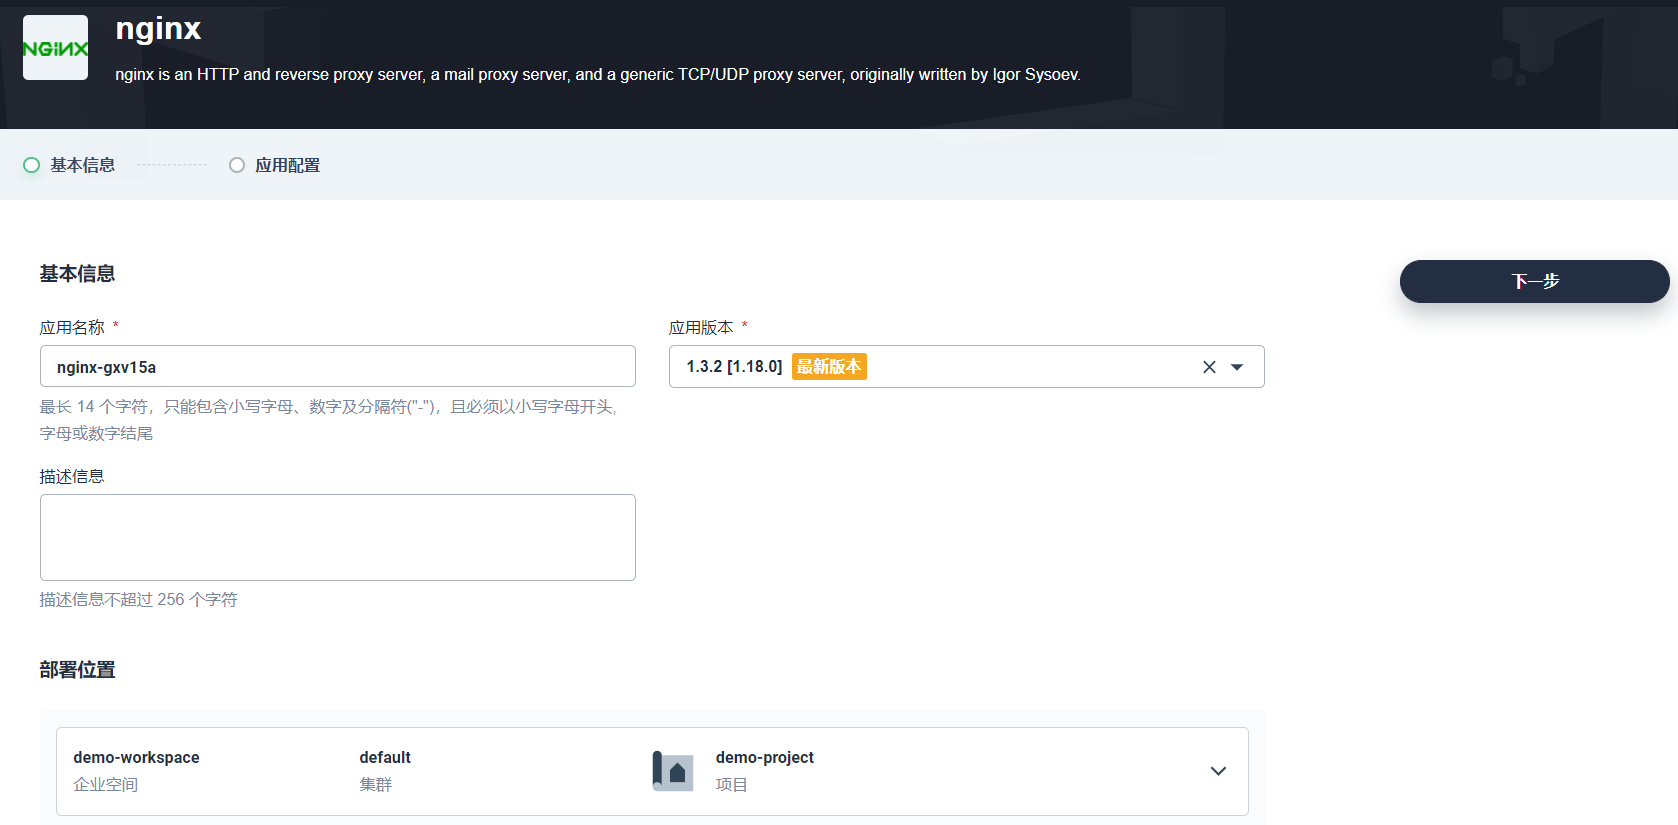 NGINX
nginx
nginx is an HTTP and reverse proxy server, a mail proxy server, and a generic TCP/UDP proxy server, originally written by Igor Sysoev.
基本信息
应用配置
基本信息
下一步
应用名称 *
应用版本 *
nginx-gxv15a
1.3.2 [1.18.0] 最新版本
最长 14 个字符，只能包含小写字母、数字及分隔符("-")，且必须以小写字母开头，
字母或数字结尾
描述信息
描述信息不超过 256 个字符
部署位置
demo-workspace
企业空间
default
集群
demo-project
项目